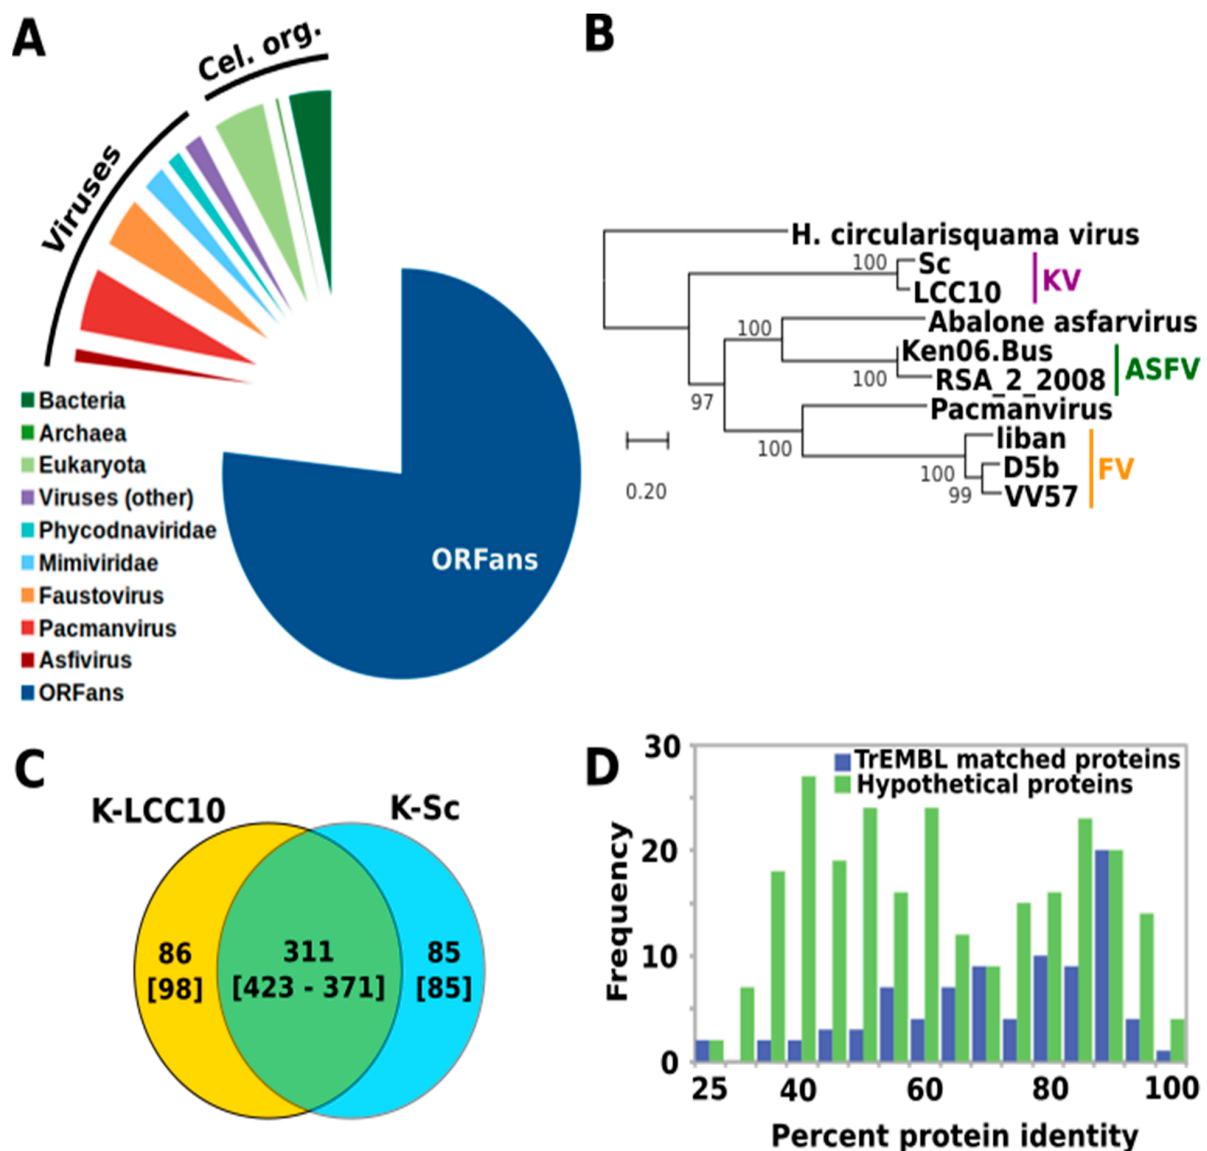 A
Cel. org.
Viruses
ORFans
Bacteria
Archaea
Eukaryota
Viruses (other)
Phycodnaviridae
Mimiviridae
Faustovirus
Pacmanvirus
Asfivirus
ORFans
B
H. circularisquama virus
100
Sc
LCC10
KV
100
Abalone asfarvirus
Ken06.Bus
100
RSA_2_2008
ASFV
97
Pacmanvirus
100
liban
100
D5b
99
VV57
FV
0.20
C
K-LCC10
K-Sc
86
[98]
311
[423 - 371]
85
[85]
D
TrEMBL matched proteins
Hypothetical proteins
Frequency
30
20
10
0
25 40 60 80 100
Percent protein identity